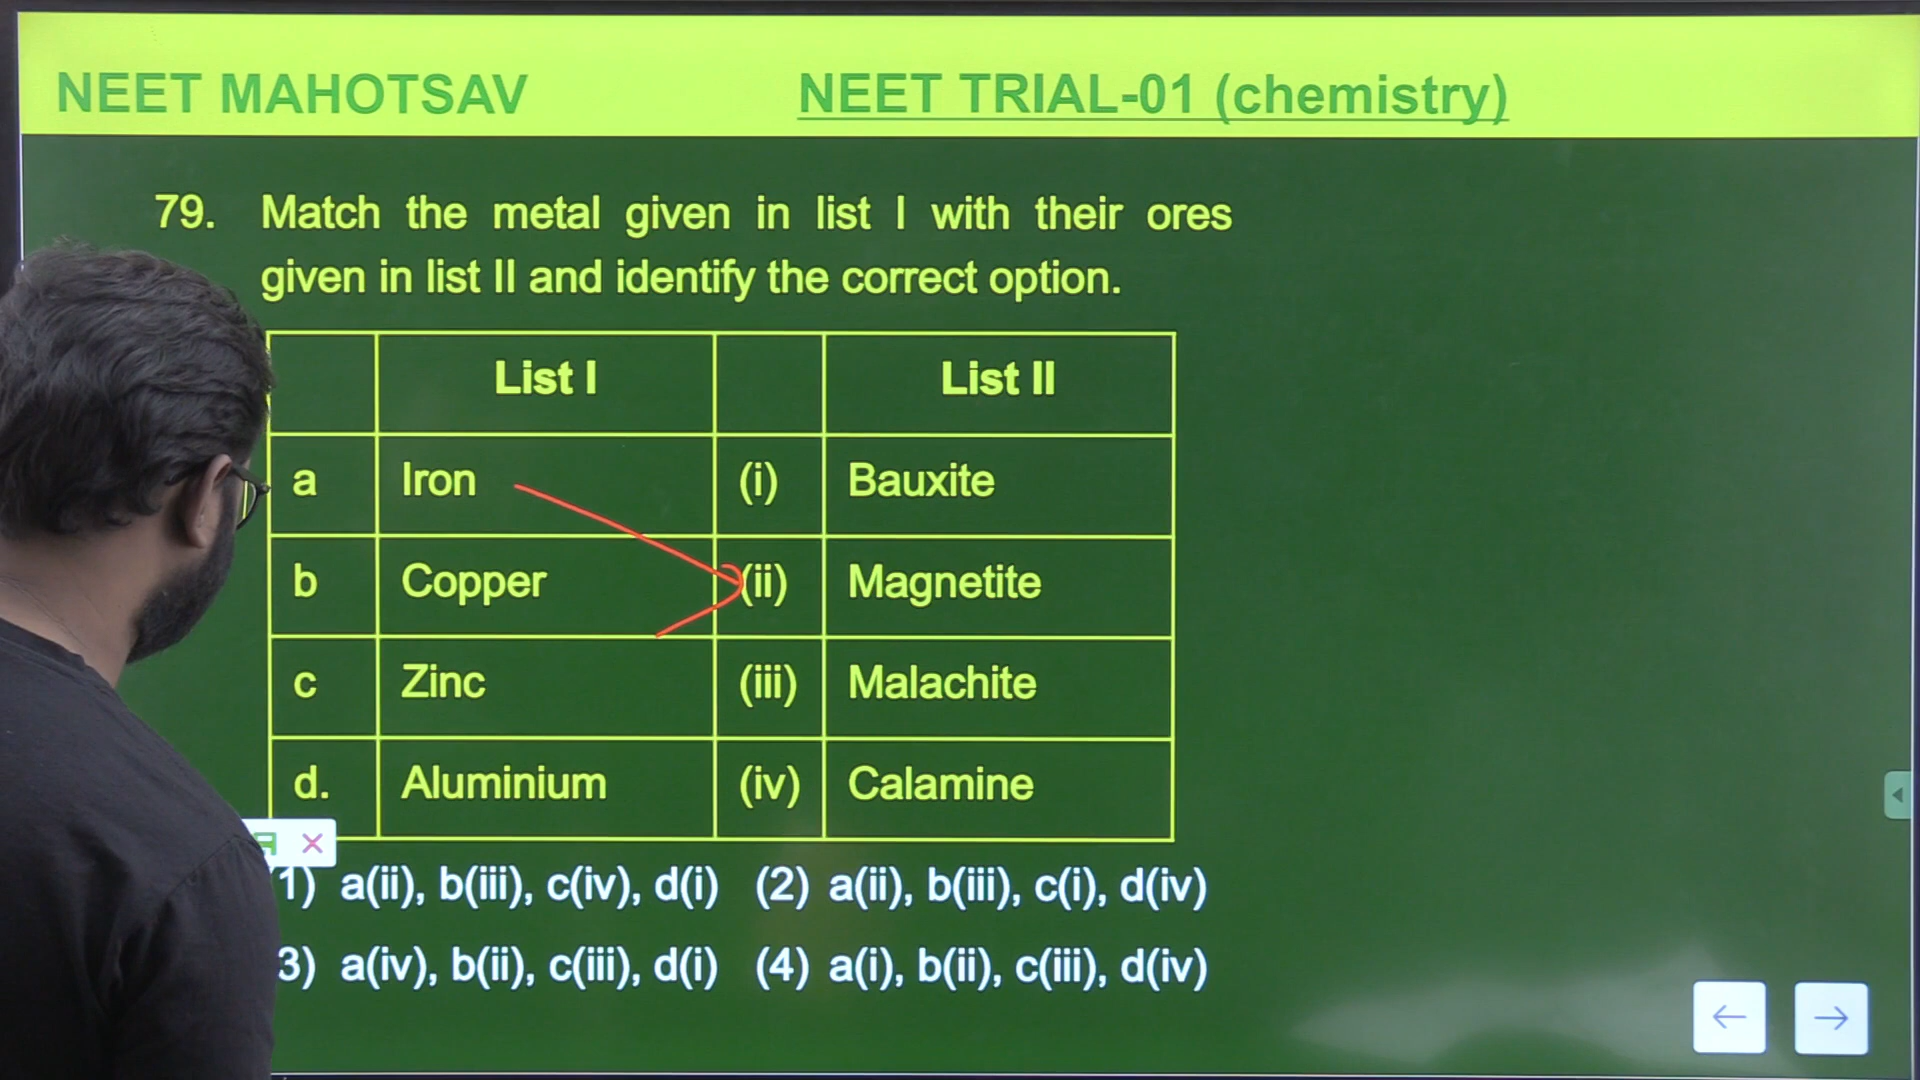 NEET MAHOTSAV NEET TRIAL-01 (chemistry)
79. Match the metal given in list I with their ores
given in list II and identify the correct option.
List I List II
a Iron (i) Bauxite
b Copper (ii) Magnetite
c Zinc (iii) Malachite
d. Aluminium (iv) Calamine
1) a(ii), b(iii), c(iv), d(i) (2) a(ii), b(iii), c(i), d(iv)
3) a(iv), b(ii), c(iii), d(i) (4) a(i), b(ii), c(iii), d(iv)